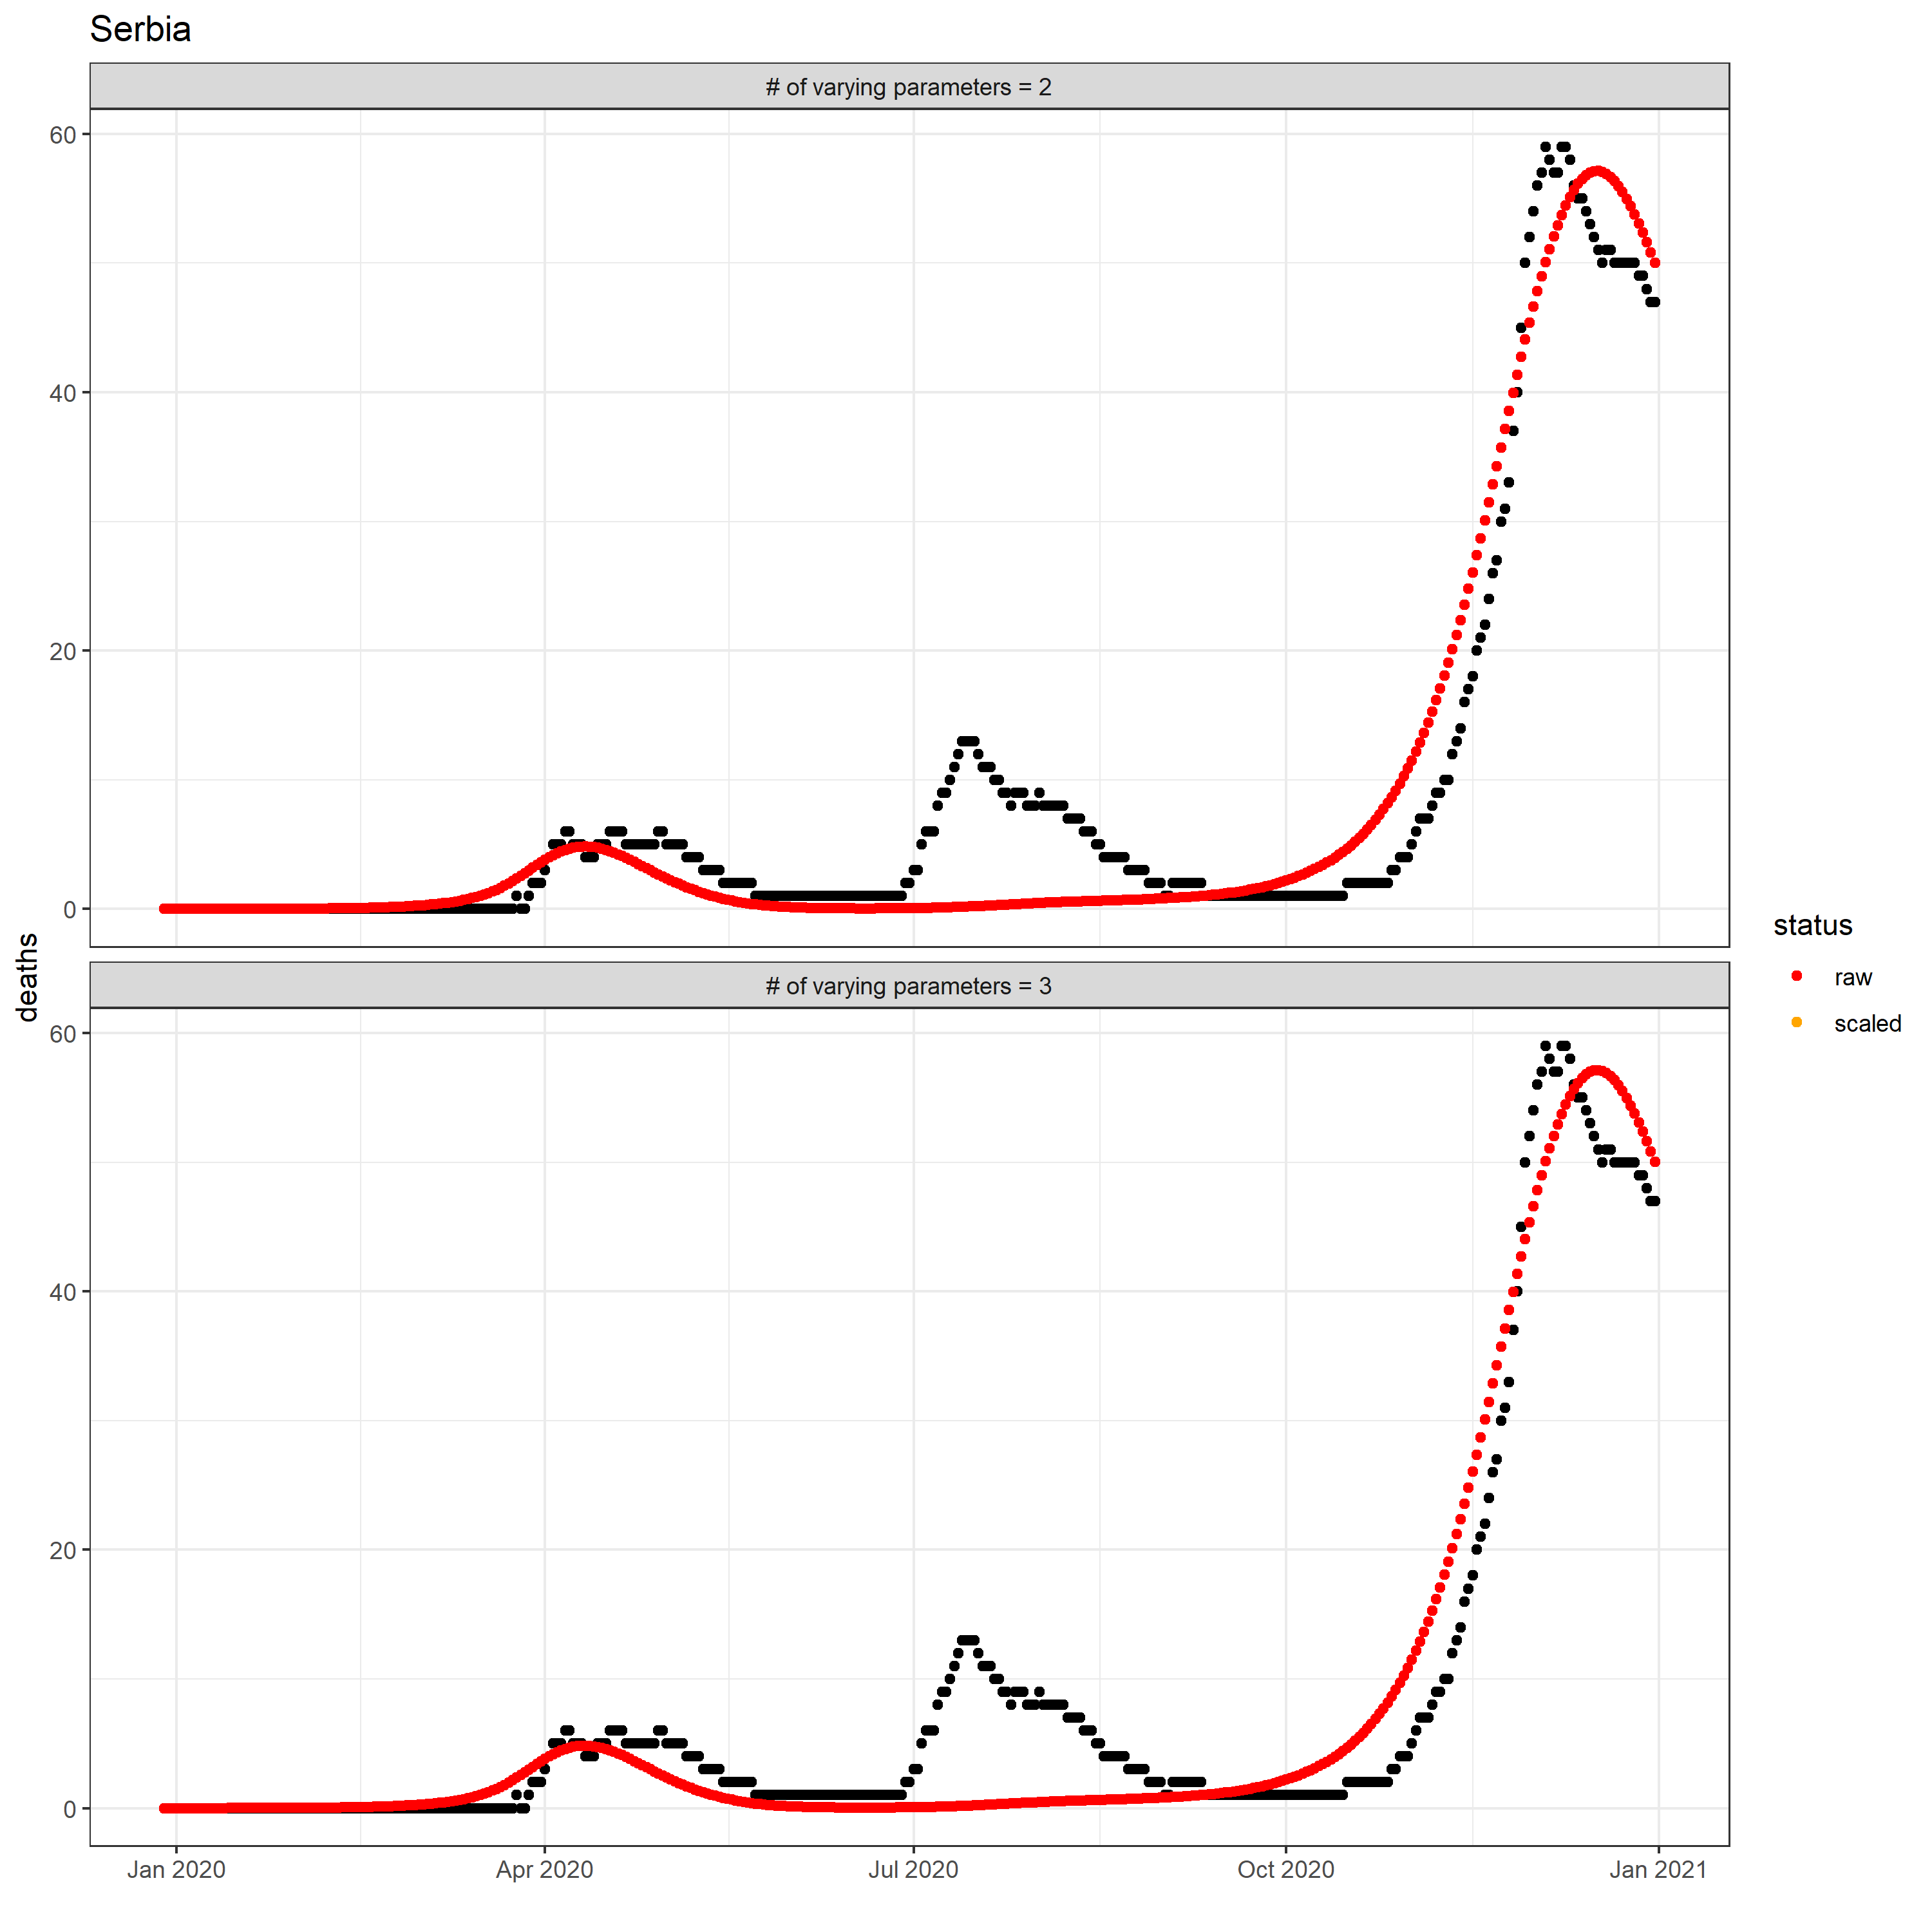 Serbia
# of varying parameters = 2
60
40
20
0
# of varying parameters = 3
60
40
20
0
Jan 2020
Apr 2020
Jul 2020
Oct 2020
Jan 2021
deaths
status
raw
scaled